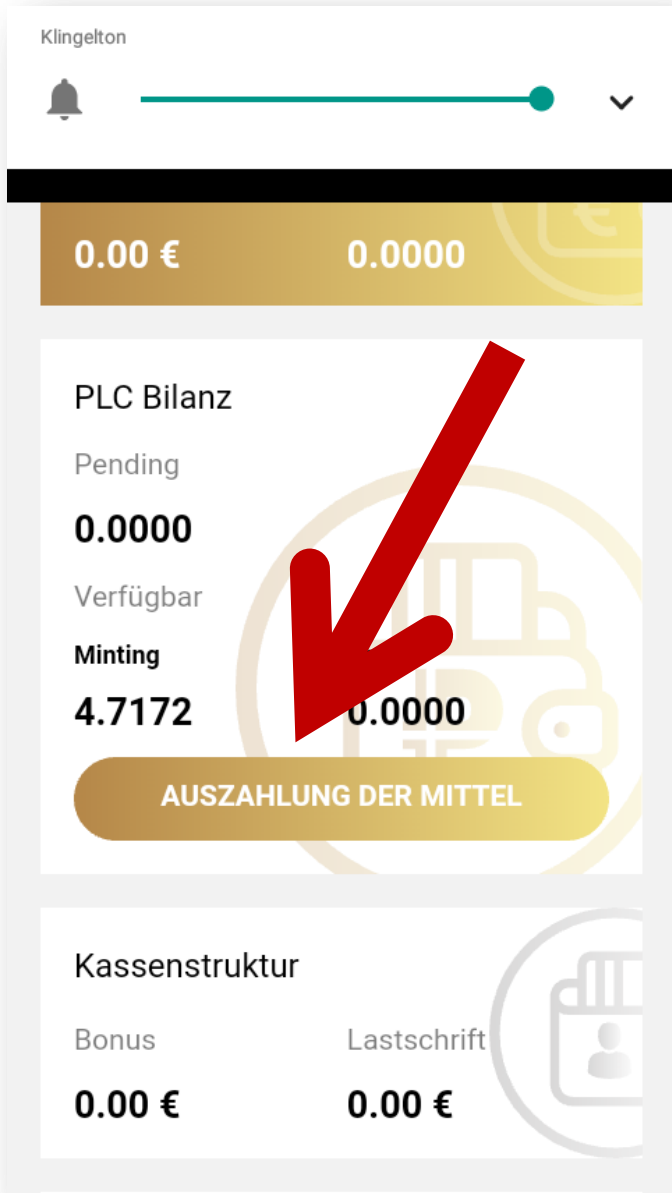 Klingelton
0.00 € 0.0000
PLC Bilanz
Pending
0.0000
Verfügbar
Minting
4.7172 0.0000
AUSZAHLUNG DER MITTEL
Kassenstruktur
Bonus Lastschrift
0.00 € 0.00 €